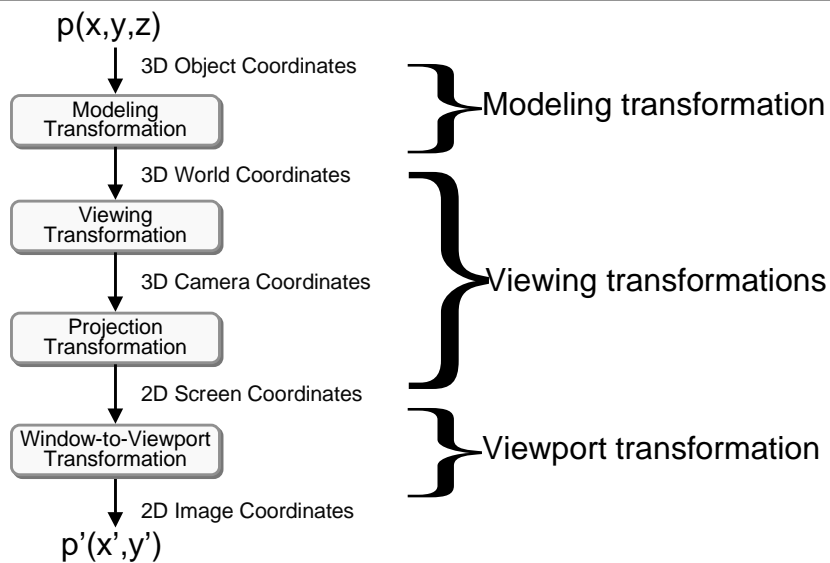 p(x,y,z)
3D Object Coordinates
Modeling
Transformation
Modeling transformation
3D World Coordinates
Viewing
Transformation
3D Camera Coordinates
Viewing transformations
Projection
Transformation
2D Screen Coordinates
Window-to-Viewport
Transformation
Viewport transformation
2D Image Coordinates
p’(x’,y’)